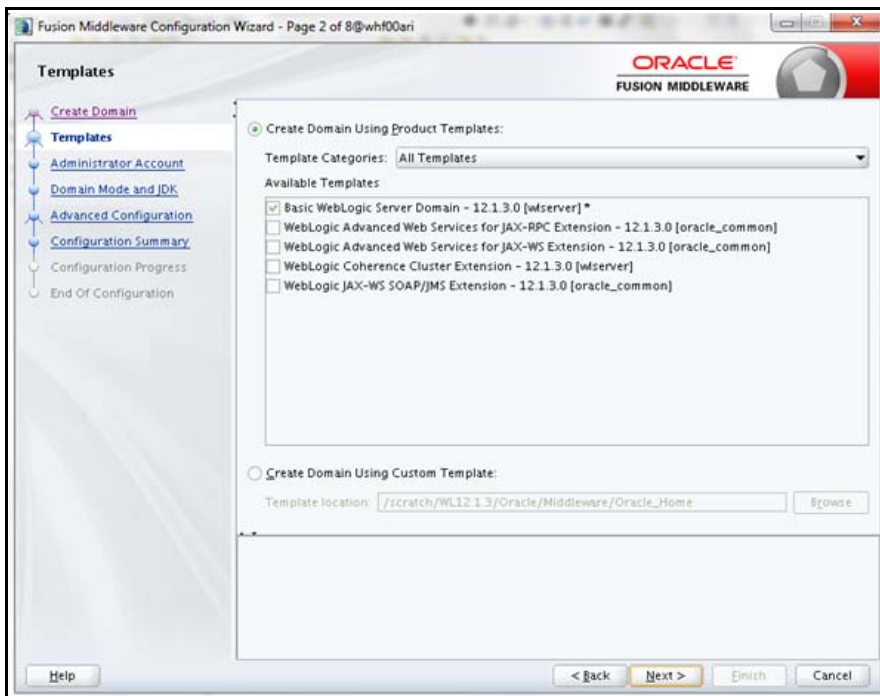 Fusion Middleware Configuration Wizard - Page 2 of 8@whf00ari
Templates
ORACLE
FUSION MIDDLEWARE
Create Domain
Templates
Administrator Account
Domain Mode and JDK
Advanced Configuration
Configuration Summary
Configuration Progress
End Of Configuration
Create Domain Using Product Templates:
Template Categories: All Templates
Available Templates
Basic WebLogic Server Domain - 12.1.3.0 [wlserver] *
WebLogic Advanced Web Services for JAX-RPC Extension - 12.1.3.0 [oracle_common]
WebLogic Advanced Web Services for JAX-WS Extension - 12.1.3.0 [oracle_common]
WebLogic Coherence Cluster Extension - 12.1.3.0 [wlserver]
WebLogic JAX-WS SOAP/JMS Extension - 12.1.3.0 [oracle_common]
Create Domain Using Custom Template:
Template location: /scratch/WL12.1.3/Oracle/Middleware/Oracle_Home Browse
Help < Back Next > Finish Cancel